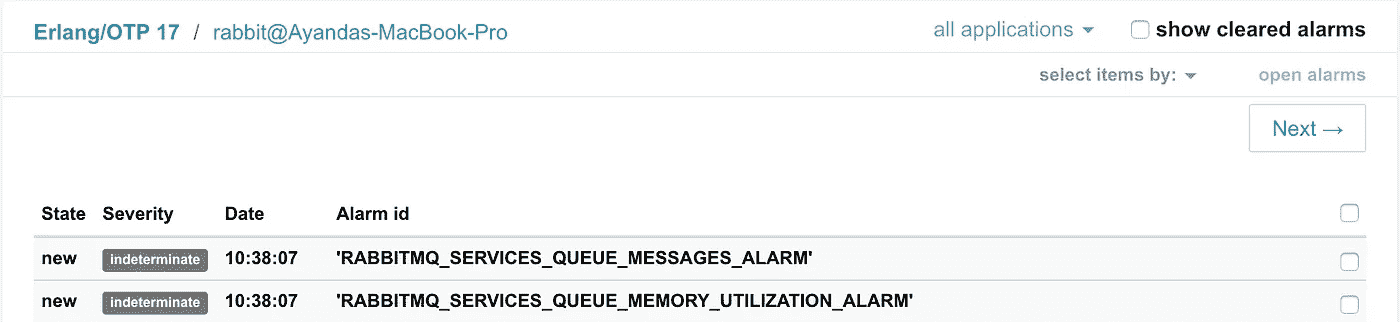 Erlang/OTP 17 / rabbit@Ayandas-MacBook-Pro all applications show cleared alarms
select items by: open alarms
Next →
State Severity Date Alarm id
new indeterminate 10:38:07 'RABBITMQ_SERVICES_QUEUE_MESSAGES_ALARM'
new indeterminate 10:38:07 'RABBITMQ_SERVICES_QUEUE_MEMORY_UTILIZATION_ALARM'